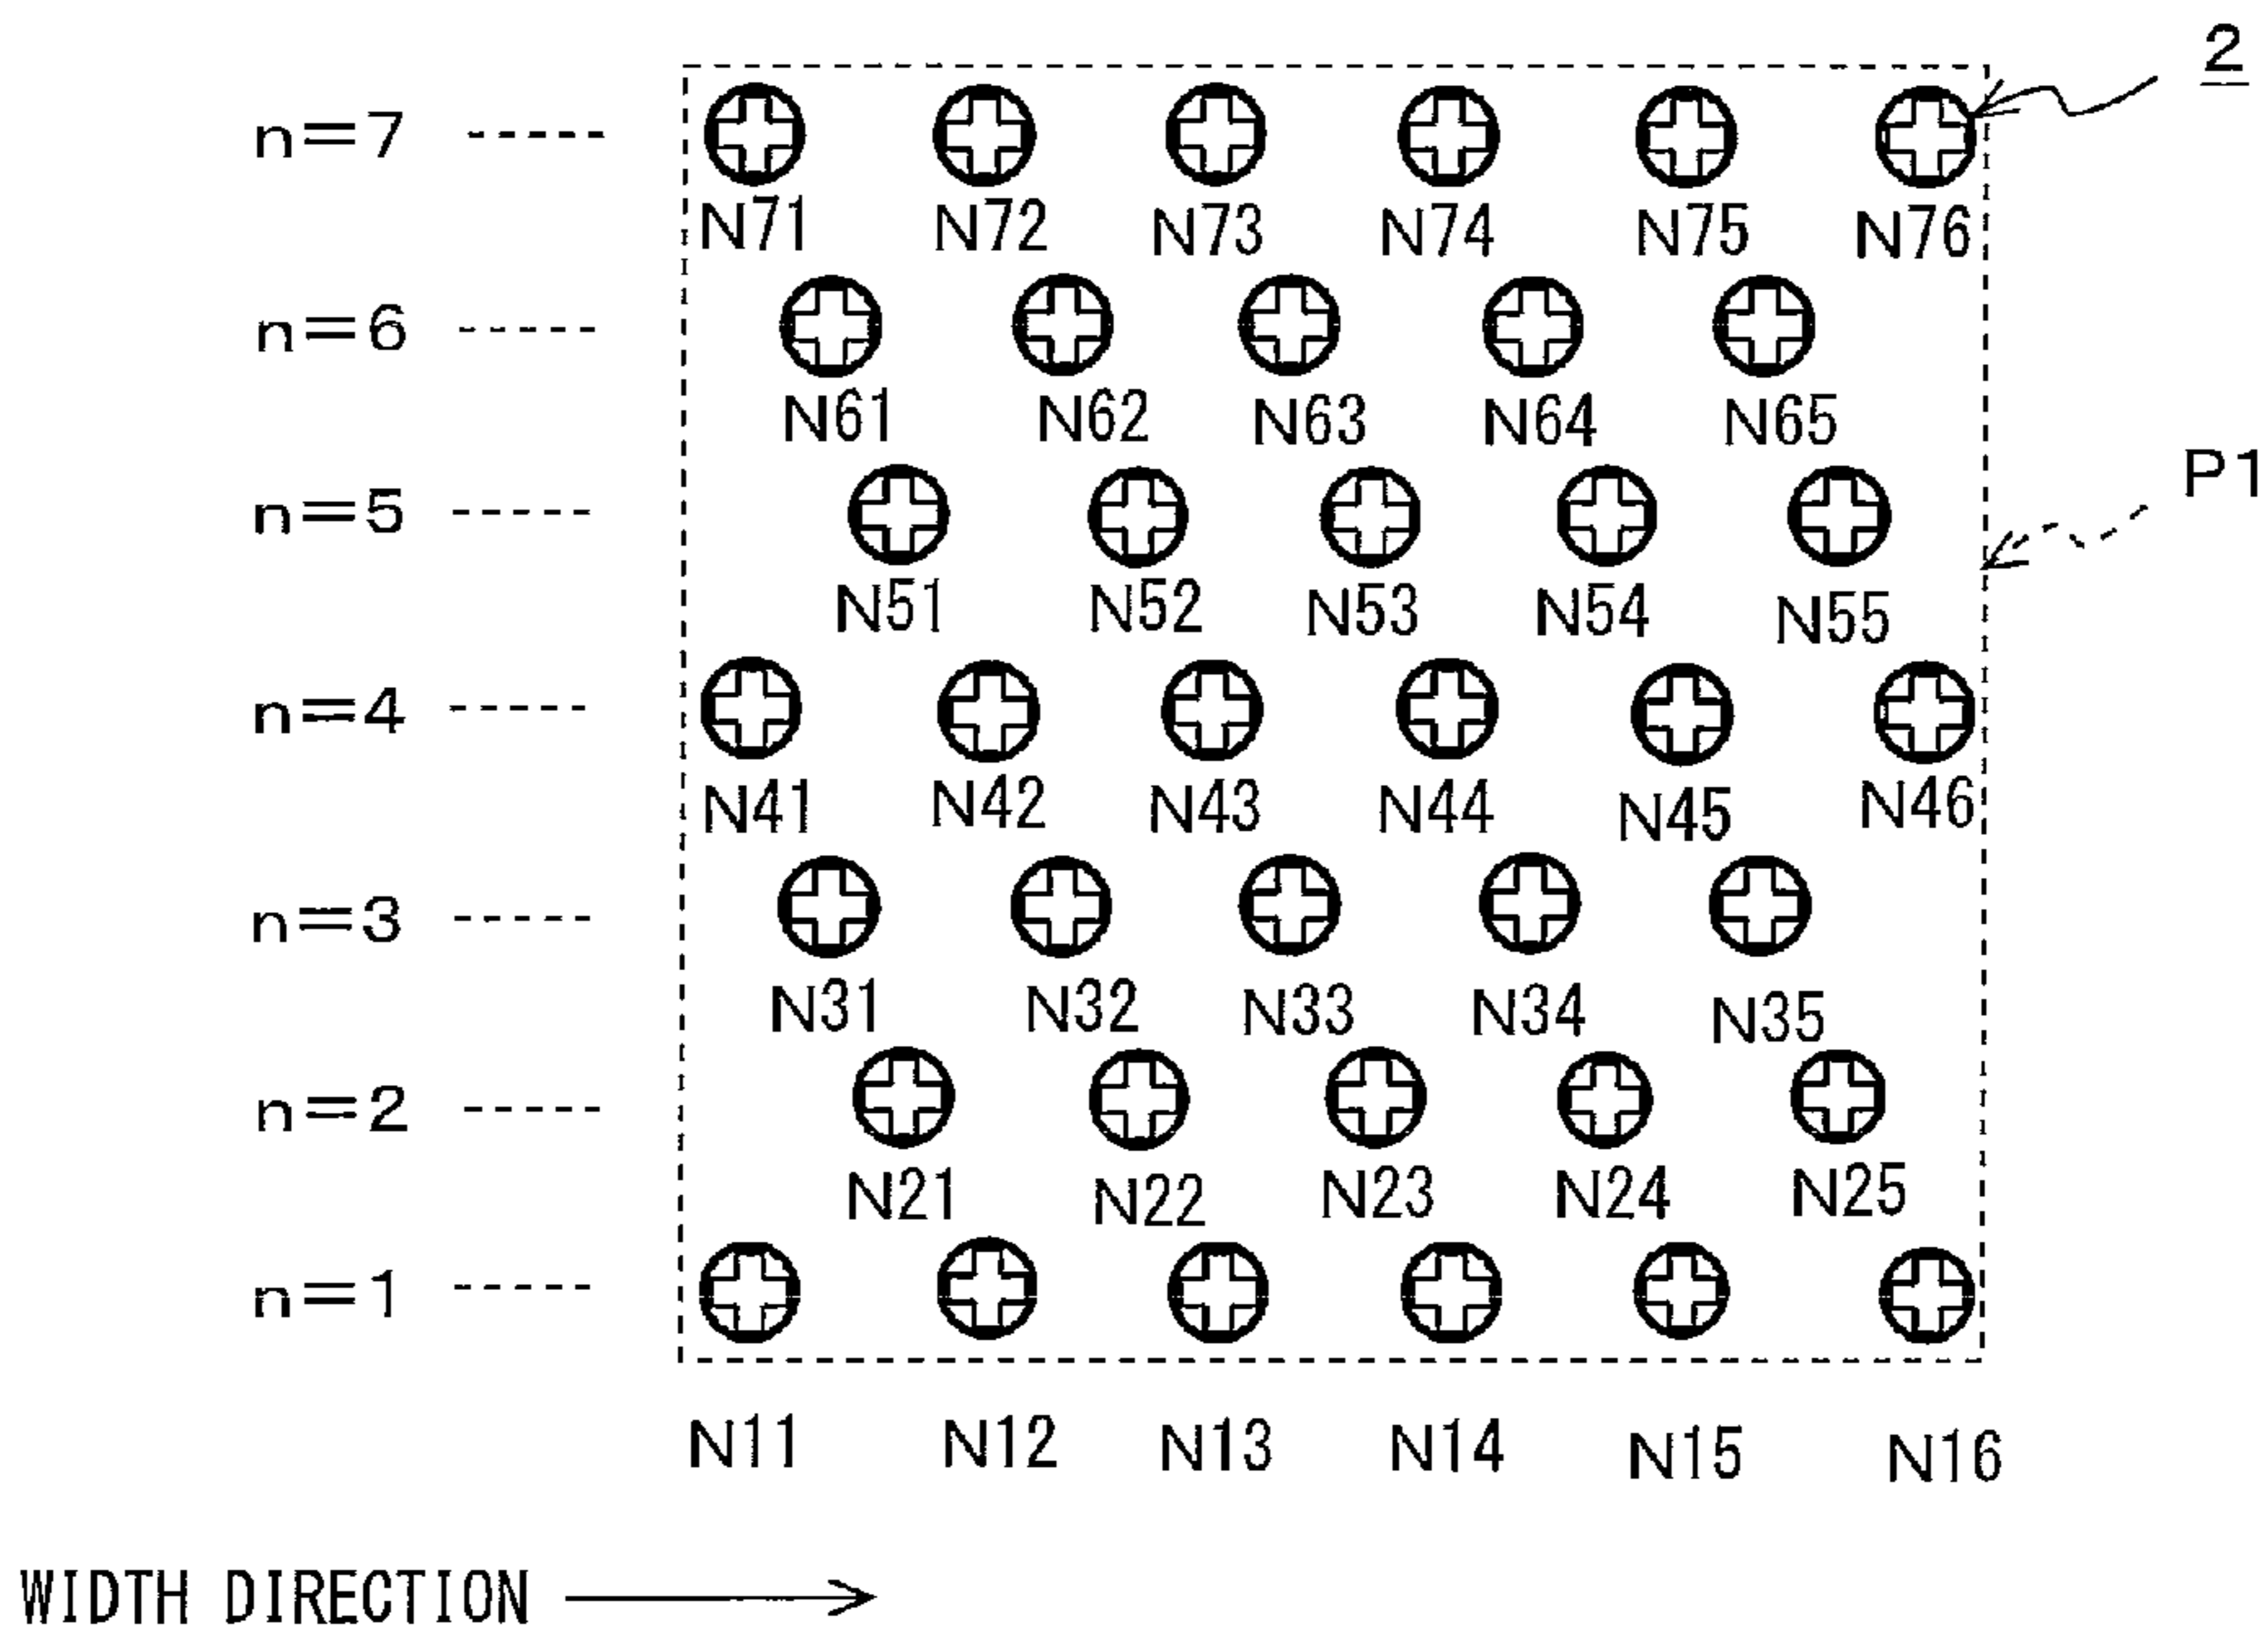 2
n=7 -----
N71 N72 N73 N74 N75 N76
n=6 -----
N61 N62 N63 N64 N65
P1
n=5 -----
N51 N52 N53 N54 N55
n=4 -----
N41 N42 N43 N44 N45 N46
n=3 -----
N31 N32 N33 N34 N35
n=2 -----
N21 N22 N23 N24 N25
n=1 -----
N11 N12 N13 N14 N15 N16
WIDTH DIRECTION